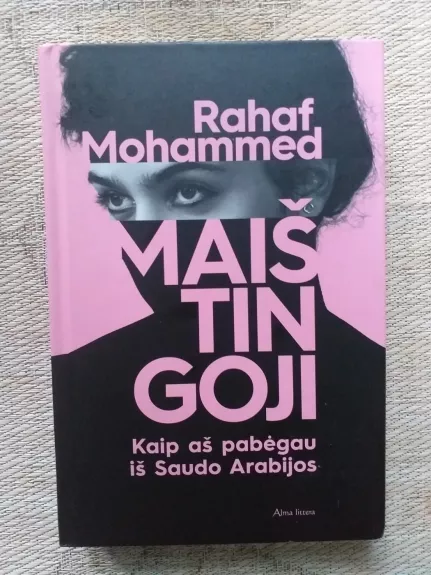 Rahaf
Mohammed
MAIŠ
TIN
GOJI
Kaip aš pabėgau
iš Saudo Arabijos
Alma littera